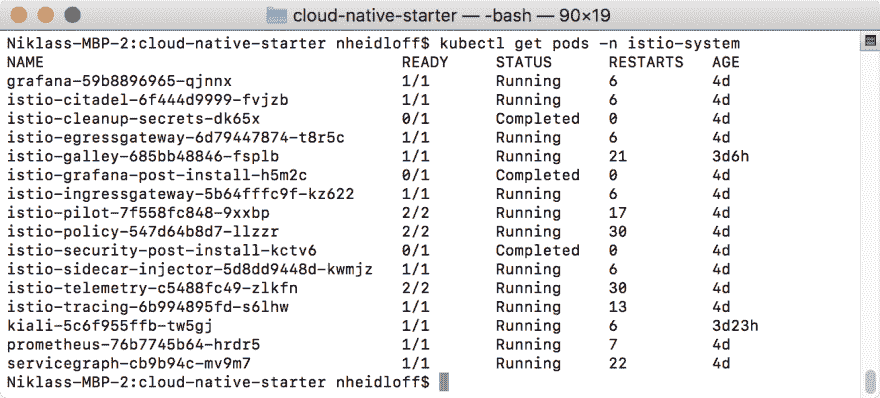 cloud-native-starter — -bash — 90×19
Niklass-MBP-2:cloud-native-starter nheidloff$ kubectl get pods -n istio-system
NAME READY STATUS RESTARTS AGE
grafana-59b8896965-qjnnx 1/1 Running 6 4d
istio-citadel-6f444d9999-fvjzb 1/1 Running 6 4d
istio-cleanup-secrets-dk65x 0/1 Completed 0 4d
istio-egressgateway-6d79447874-t8r5c 1/1 Running 6 4d
istio-galley-685bb48846-fsplb 1/1 Running 21 3d6h
istio-grafana-post-install-h5m2c 0/1 Completed 0 4d
istio-ingressgateway-5b64fffc9f-kz622 1/1 Running 6 4d
istio-pilot-7f558fc848-9xxbp 2/2 Running 17 4d
istio-policy-547d64b8d7-llzzr 2/2 Running 30 4d
istio-security-post-install-kctv6 0/1 Completed 0 4d
istio-sidecar-injector-5d8dd9448d-kwmjz 1/1 Running 6 4d
istio-telemetry-c5488fc49-zlkfn 2/2 Running 30 4d
istio-tracing-6b994895fd-s6lhw 1/1 Running 13 4d
kiali-5c6f955ffb-tw5gj 1/1 Running 6 3d23h
prometheus-76b7745b64-hrdr5 1/1 Running 7 4d
servicegraph-cb9b94c-mv9m7 1/1 Running 22 4d
Niklass-MBP-2:cloud-native-starter nheidloff$